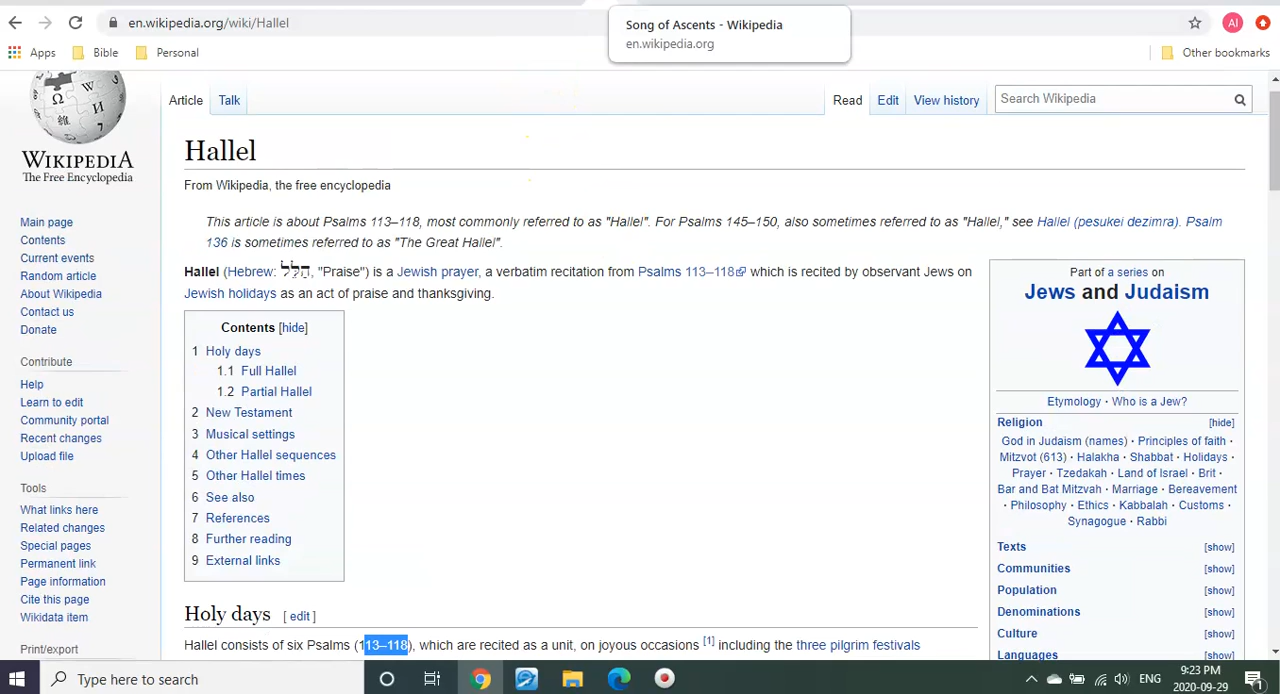 Song of Ascents - Wikipedia
en.wikipedia.org
en.wikipedia.org/wiki/Hallel
AI
Apps
Bible
Personal
Other bookmarks
WIKIPEDIA
The Free Encyclopedia
Main page
Contents
Current events
Random article
About Wikipedia
Contact us
Donate
Contribute
Help
Learn to edit
Community portal
Recent changes
Upload file
Tools
What links here
Related changes
Special pages
Permanent link
Page information
Cite this page
Wikidata item
Print/export
Article
Talk
Read
Edit
View history
Search Wikipedia
Hallel
From Wikipedia, the free encyclopedia
This article is about Psalms 113–118, most commonly referred to as "Hallel". For Psalms 145–150, also sometimes referred to as "Hallel," see Hallel (pesukei dezimra). Psalm
136 is sometimes referred to as "The Great Hallel".
Hallel (Hebrew: הַלֵּל, "Praise") is a Jewish prayer, a verbatim recitation from Psalms 113–118 which is recited by observant Jews on
Jewish holidays as an act of praise and thanksgiving.
Contents [hide]
1 Holy days
1.1 Full Hallel
1.2 Partial Hallel
2 New Testament
3 Musical settings
4 Other Hallel sequences
5 Other Hallel times
6 See also
7 References
8 Further reading
9 External links
Holy days [ edit ]
Hallel consists of six Psalms (113–118), which are recited as a unit, on joyous occasions [1] including the three pilgrim festivals
Part of a series on
Jews and Judaism
Etymology · Who is a Jew?
Religion [hide]
God in Judaism (names) · Principles of faith ·
Mitzvot (613) · Halakha · Shabbat · Holidays ·
Prayer · Tzedakah · Land of Israel · Brit ·
Bar and Bat Mitzvah · Marriage · Bereavement
· Philosophy · Ethics · Kabbalah · Customs ·
Synagogue · Rabbi
Texts [show]
Communities [show]
Population [show]
Denominations [show]
Culture [show]
Languages [show]
Type here to search
ENG
9:23 PM
2020-09-29
1